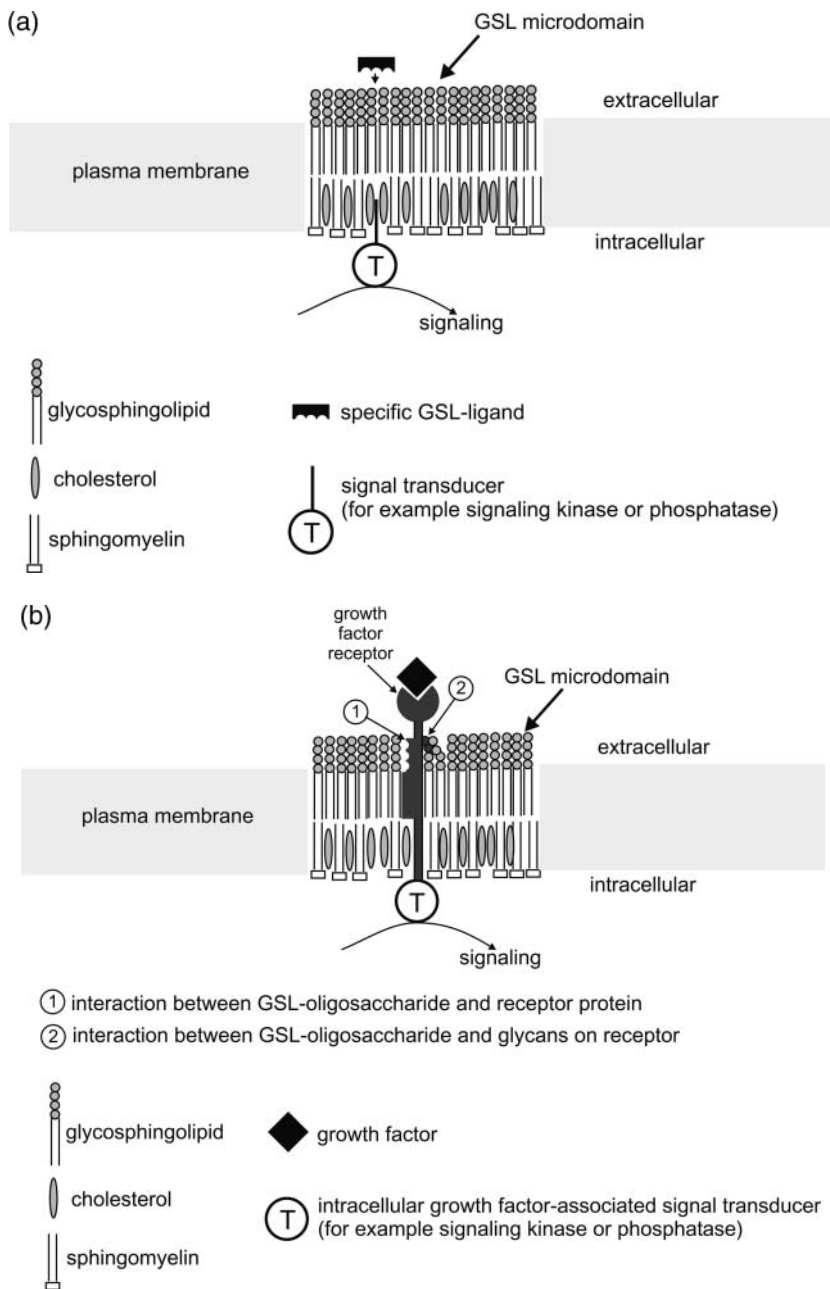 (a)
GSL microdomain
extracellular
plasma membrane
intracellular
T
signaling
glycosphingolipid
specific GSL-ligand
cholesterol
signal transducer
(for example signaling kinase or phosphatase)
T
sphingomyelin
(b)
growth
factor
receptor
2
GSL microdomain
1
extracellular
plasma membrane
intracellular
T
signaling
1 interaction between GSL-oligosaccharide and receptor protein
2 interaction between GSL-oligosaccharide and glycans on receptor
glycosphingolipid
growth factor
cholesterol
T
intracellular growth factor-associated signal transducer
(for example signaling kinase or phosphatase)
sphingomyelin